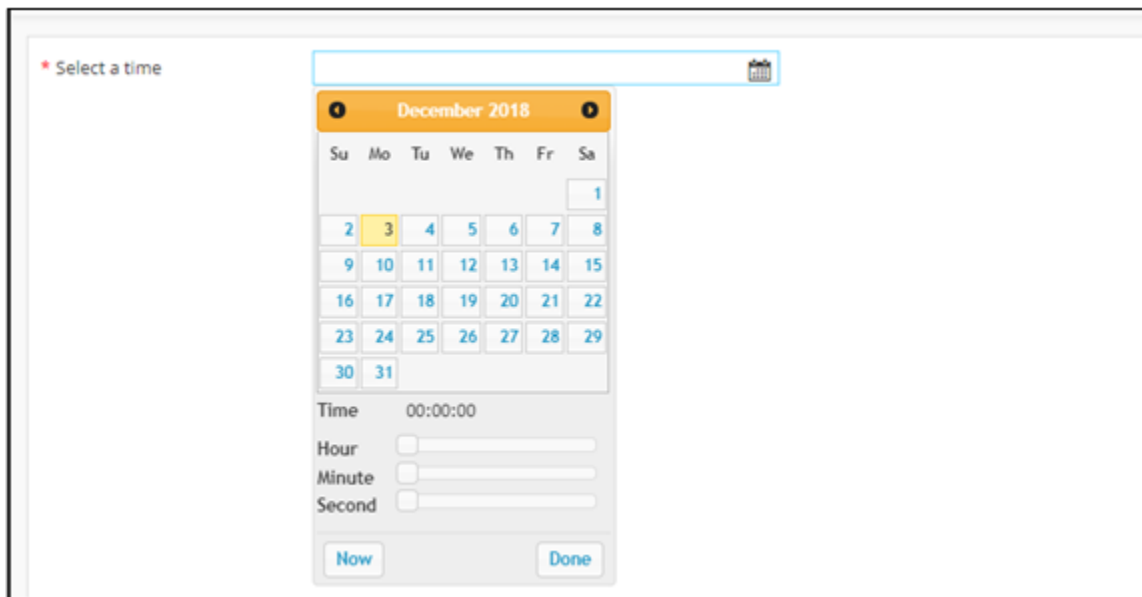 * Select a time
December 2018
Su Mo Tu We Th Fr Sa
1
2 3 4 5 6 7 8
9 10 11 12 13 14 15
16 17 18 19 20 21 22
23 24 25 26 27 28 29
30 31
Time 00:00:00
Hour
Minute
Second
Now Done